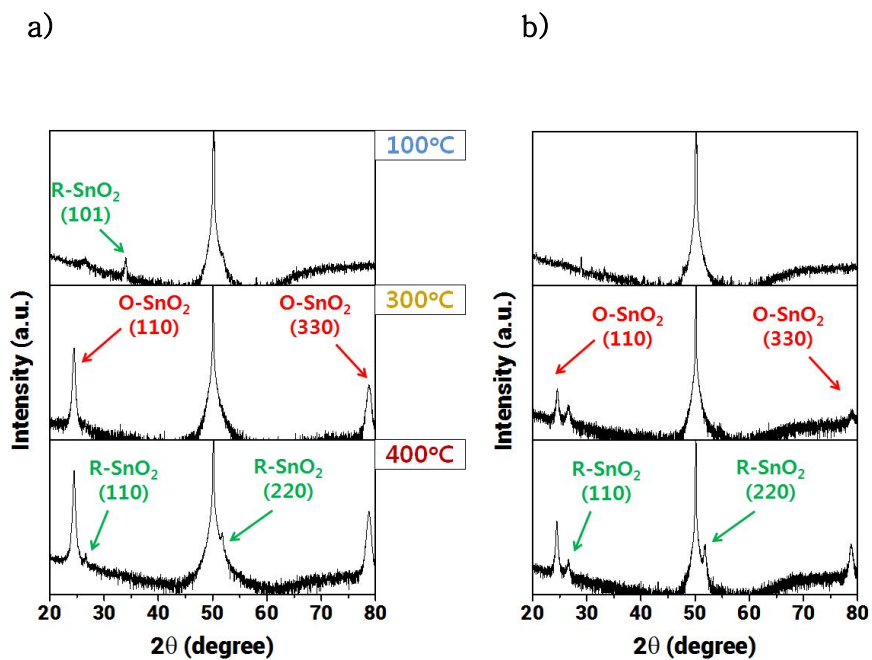 a)
b)
100°C
R-SnO₂
(101)
300°C
O-SnO₂
(110)
O-SnO₂
(330)
O-SnO₂
(110)
O-SnO₂
(330)
Intensity (a.u.)
Intensity (a.u.)
400°C
R-SnO₂
(110)
R-SnO₂
(220)
R-SnO₂
(110)
R-SnO₂
(220)
20 30 40 50 60 70 80
20 30 40 50 60 70 80
2θ (degree)
2θ (degree)